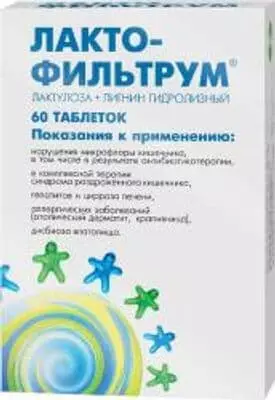 ЛАКТО-
ФИЛЬТРУМ®
ЛАКТУЛОЗА + ЛИГНИН ГИДРОЛИЗНЫЙ
60 ТАБЛЕТОК
Показания к применению:
нарушения микрофлоры кишечника,
в том числе в результате антибиотикотерапии,
в комплексной терапии
синдрома раздраженного кишечника,
гепатитов и цирроза печени,
аллергических заболеваний
(атопический дерматит, крапивница),
дисбиоза влагалища.